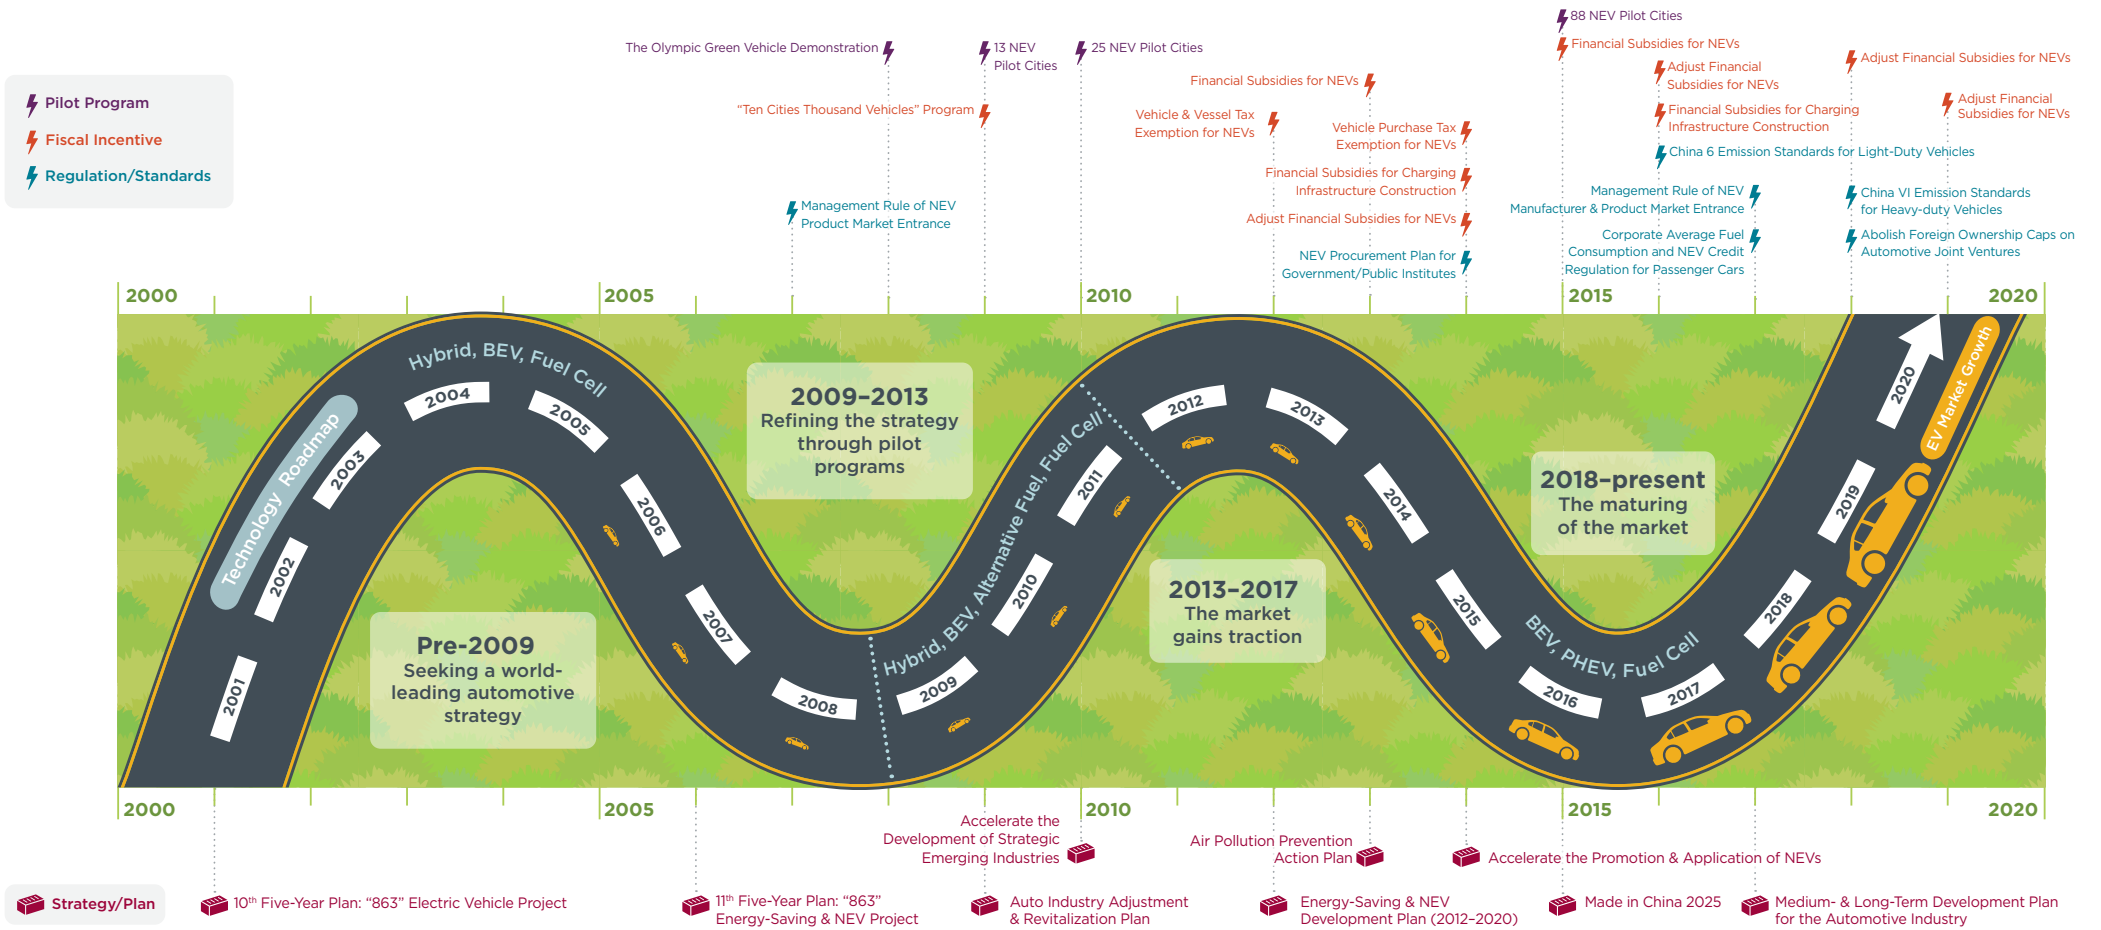 Pilot Program
Fiscal Incentive
Regulation/Standards
The Olympic Green Vehicle Demonstration
13 NEV
Pilot Cities
25 NEV Pilot Cities
88 NEV Pilot Cities
"Ten Cities Thousand Vehicles" Program
Management Rule of NEV
Product Market Entrance
Financial Subsidies for NEVs
Vehicle & Vessel Tax
Exemption for NEVs
Vehicle Purchase Tax
Exemption for NEVs
Financial Subsidies for Charging
Infrastructure Construction
Adjust Financial Subsidies for NEVs
NEV Procurement Plan for
Government/Public Institutes
Financial Subsidies for NEVs
Adjust Financial
Subsidies for NEVs
Financial Subsidies for Charging
Infrastructure Construction
China 6 Emission Standards for Light-Duty Vehicles
Management Rule of NEV
Manufacturer & Product Market Entrance
Corporate Average Fuel
Consumption and NEV Credit
Regulation for Passenger Cars
Adjust Financial Subsidies for NEVs
Adjust Financial
Subsidies for NEVs
China VI Emission Standards
for Heavy-duty Vehicles
Abolish Foreign Ownership Caps on
Automotive Joint Ventures
2000
2005
2010
2015
2020
Technology Roadmap
Hybrid, BEV, Fuel Cell
2001
2002
2003
2004
2005
2006
2007
2008
Pre-2009
Seeking a world-
leading automotive
strategy
2009–2013
Refining the strategy
through pilot
programs
Hybrid, BEV, Alternative Fuel, Fuel Cell
2009
2010
2011
2012
2013
2014
2015
2016
2017
2018
2019
2020
2013–2017
The market
gains traction
BEV, PHEV, Fuel Cell
2018–present
The maturing
of the market
EV Market Growth
2000
2005
2010
2015
2020
Accelerate the
Development of Strategic
Emerging Industries
Air Pollution Prevention
Action Plan
Accelerate the Promotion & Application of NEVs
Strategy/Plan
10th Five-Year Plan: "863" Electric Vehicle Project
11th Five-Year Plan: "863"
Energy-Saving & NEV Project
Auto Industry Adjustment
& Revitalization Plan
Energy-Saving & NEV
Development Plan (2012–2020)
Made in China 2025
Medium- & Long-Term Development Plan
for the Automotive Industry